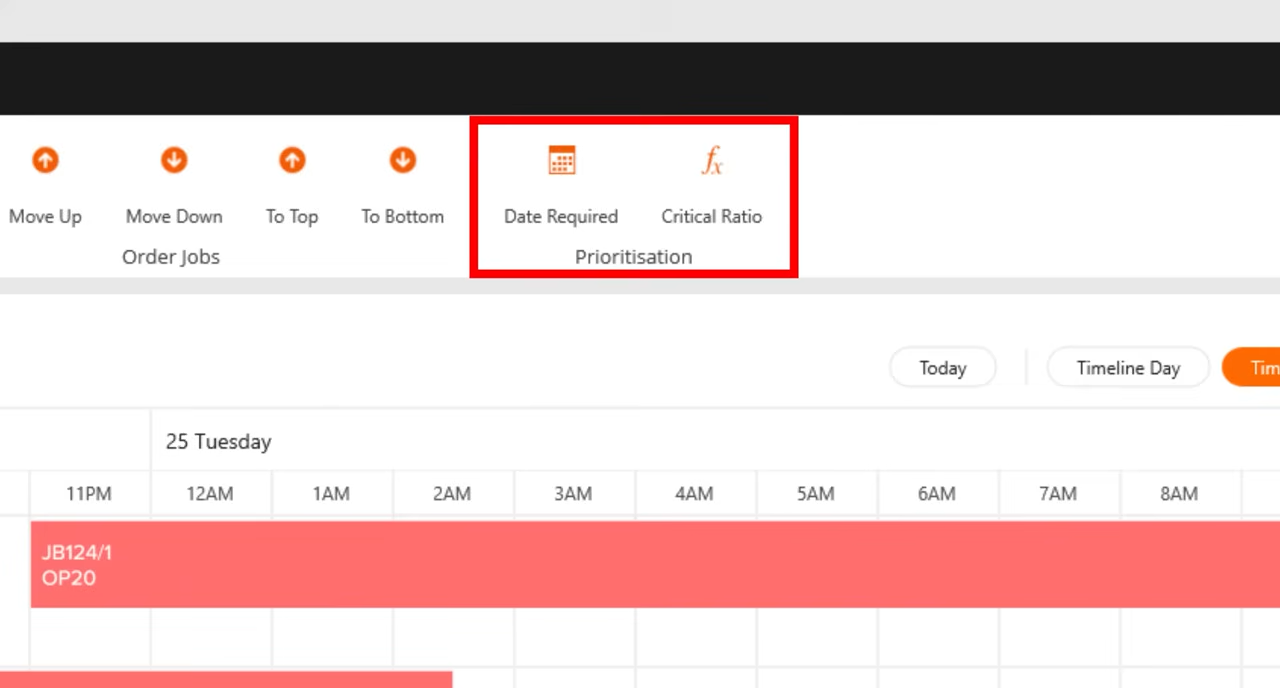 Move Up Move Down To Top To Bottom Date Required fx Critical Ratio
Order Jobs Prioritisation
Today Timeline Day
25 Tuesday
11PM 12AM 1AM 2AM 3AM 4AM 5AM 6AM 7AM 8AM
JB124/1
OP20